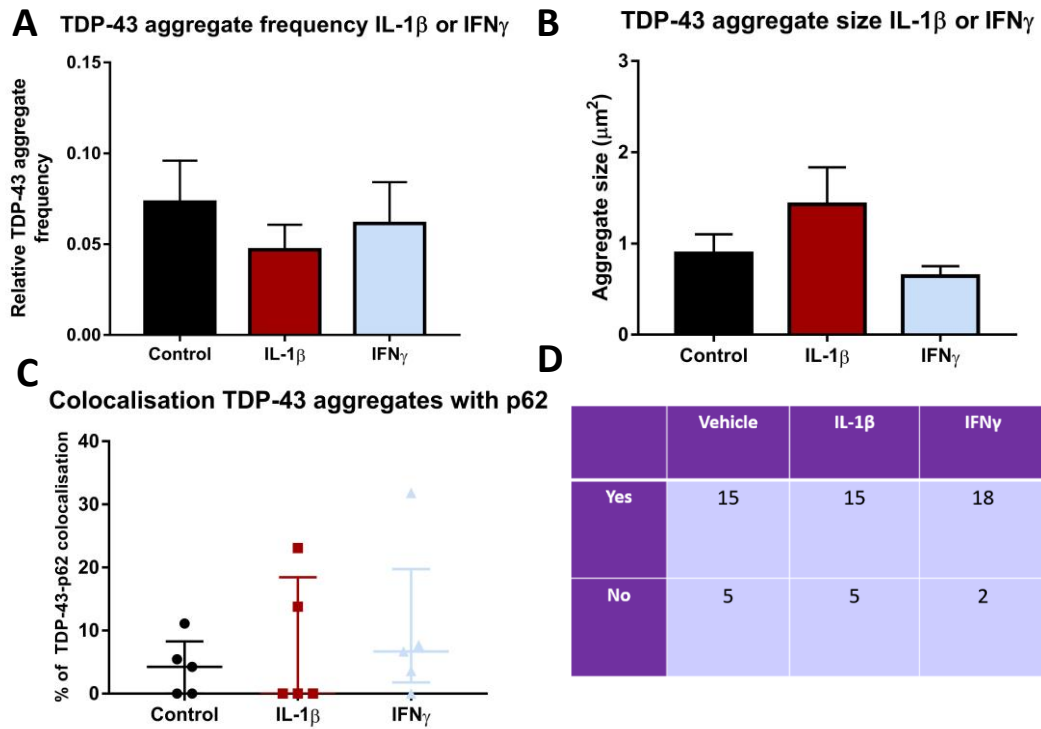 A TDP-43 aggregate frequency IL-1β or IFNγ
Relative TDP-43 aggregate
frequency
0.15
0.10
0.05
0.00
Control IL-1β IFNγ
B TDP-43 aggregate size IL-1β or IFNγ
Aggregate size (μm²)
3
2
1
0
Control IL-1β IFNγ
C
Colocalisation TDP-43 aggregates with p62
% of TDP-43-p62 colocalisation
40
30
20
10
0
Control IL-1β IFNγ
D
Vehicle IL-1β IFNγ
Yes 15 15 18
No 5 5 2